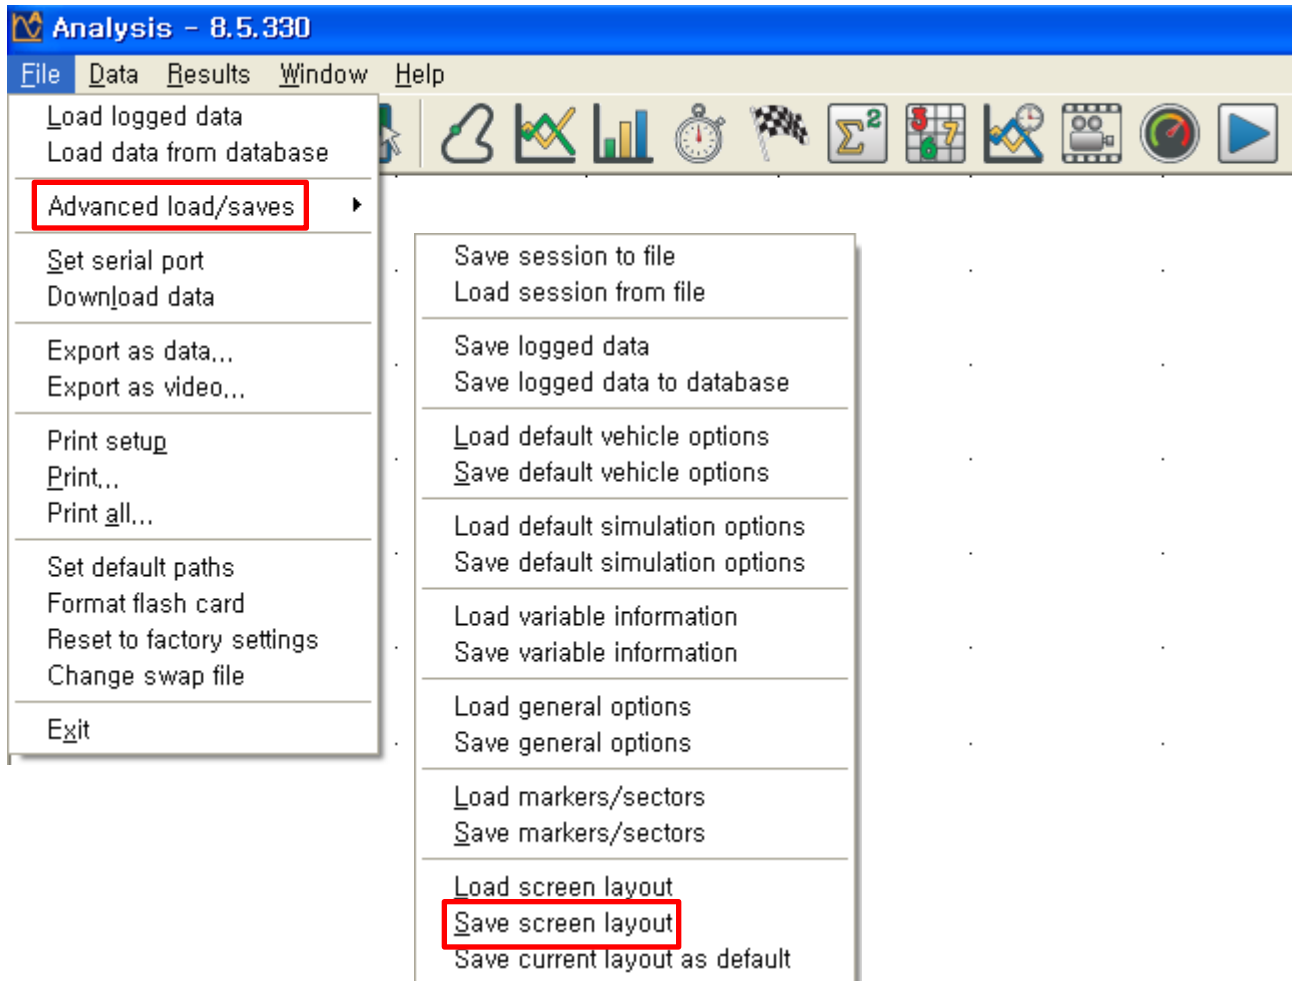 Analysis - 8.5.330
File Data Results Window Help
Load logged data
Load data from database
Advanced load/saves
Set serial port
Download data
Export as data...
Export as video...
Print setup
Print...
Print all...
Set default paths
Format flash card
Reset to factory settings
Change swap file
Exit
Save session to file
Load session from file
Save logged data
Save logged data to database
Load default vehicle options
Save default vehicle options
Load default simulation options
Save default simulation options
Load variable information
Save variable information
Load general options
Save general options
Load markers/sectors
Save markers/sectors
Load screen layout
Save screen layout
Save current layout as default
Σ2
3
7
6